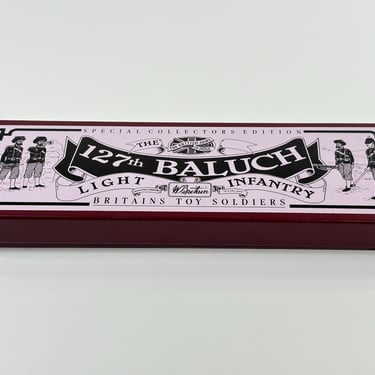 SPECIAL COLLECTORS EDITION
THE
127th BALUCH
LIGHT INFANTRY
W. Britain
BRITAINS TOY SOLDIERS